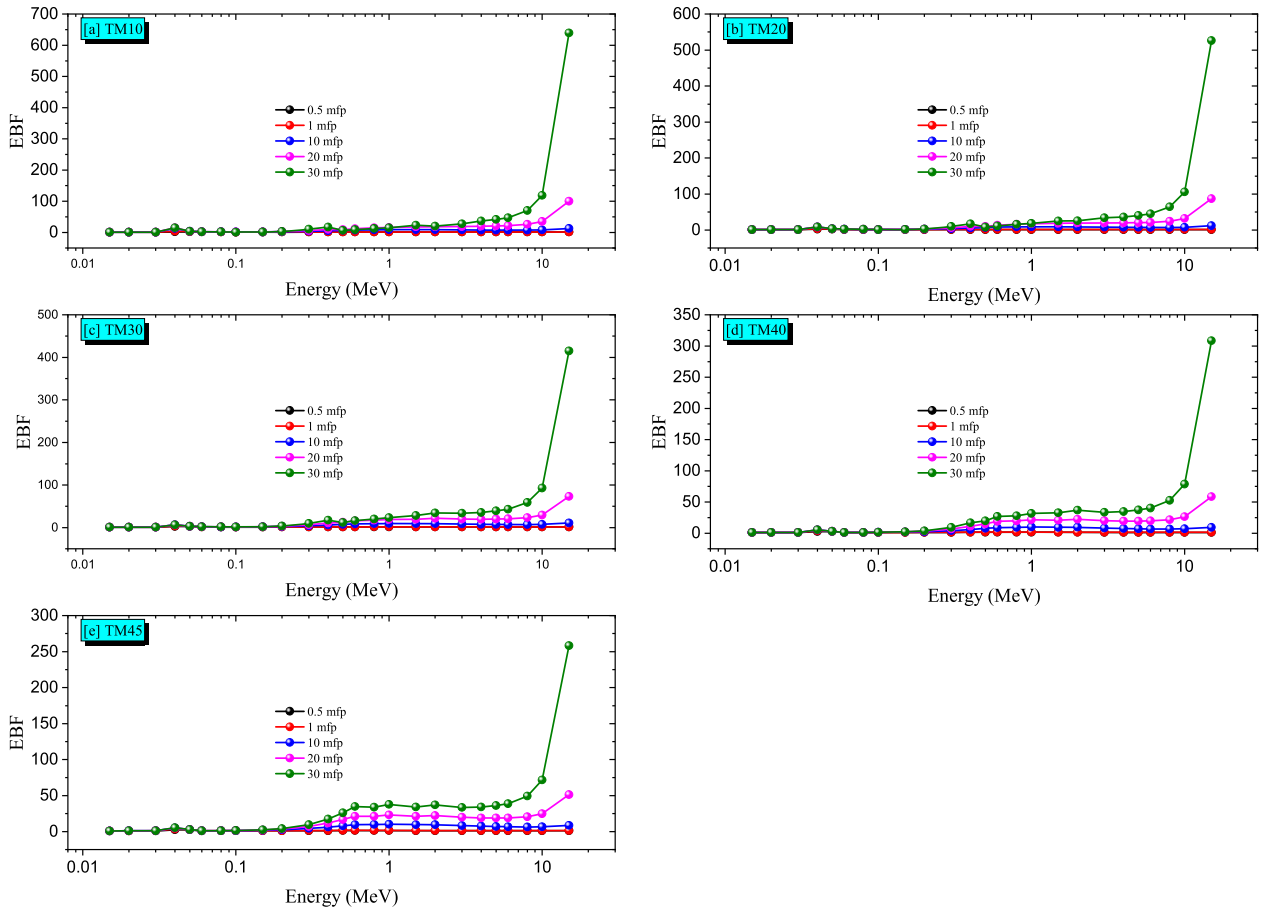 [a] TM10
700
600
500
400
300
200
100
0
EBF
0.5 mfp
1 mfp
10 mfp
20 mfp
30 mfp
0.01
0.1
1
10
Energy (MeV)
[b] TM20
600
500
400
300
200
100
0
EBF
0.5 mfp
1 mfp
10 mfp
20 mfp
30 mfp
0.01
0.1
1
10
Energy (MeV)
[c] TM30
500
400
300
200
100
0
EBF
0.5 mfp
1 mfp
10 mfp
20 mfp
30 mfp
0.01
0.1
1
10
Energy (MeV)
[d] TM40
350
300
250
200
150
100
50
0
EBF
0.5 mfp
1 mfp
10 mfp
20 mfp
30 mfp
0.01
0.1
1
10
Energy (MeV)
[e] TM45
300
250
200
150
100
50
0
EBF
0.5 mfp
1 mfp
10 mfp
20 mfp
30 mfp
0.01
0.1
1
10
Energy (MeV)